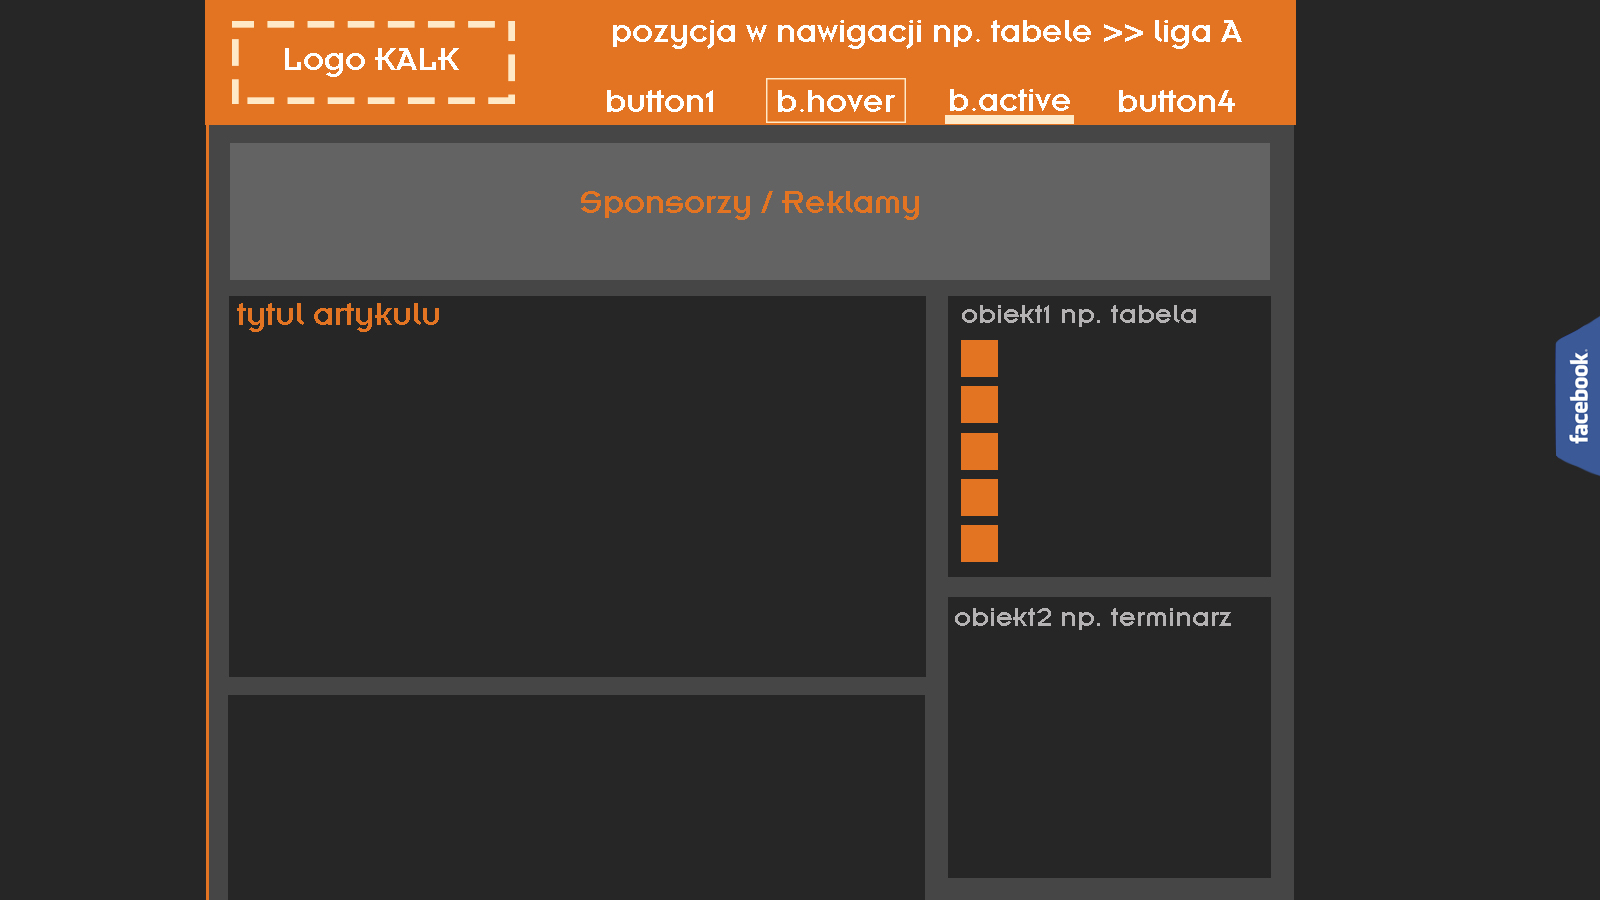 Logo KALK
pozycja w nawigacji np. tabele >> liga A
button1
b.hover
b.active
button4
Sponsorzy / Reklamy
tytul artykulu
obiekt1 np. tabela
obiekt2 np. terminarz
facebook